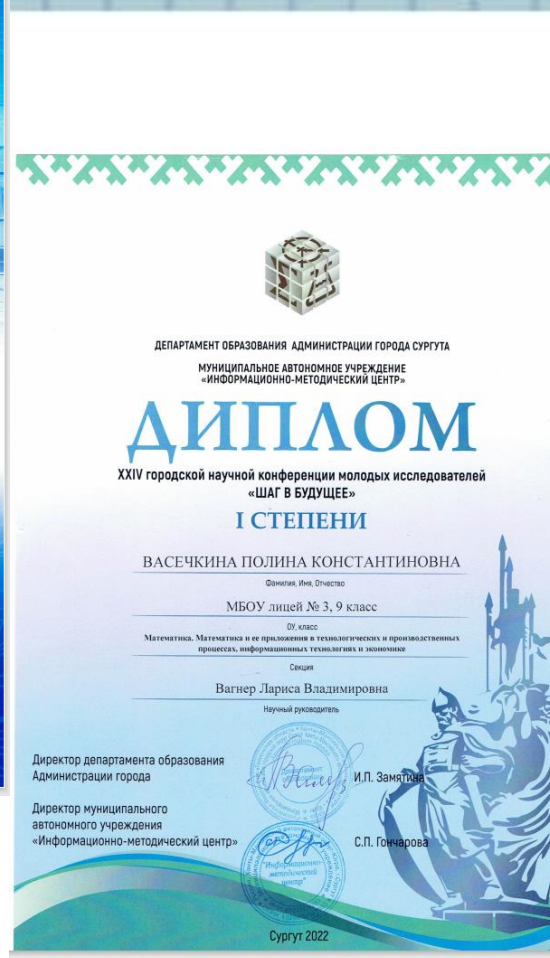 ДЕПАРТАМЕНТ ОБРАЗОВАНИЯ АДМИНИСТРАЦИИ ГОРОДА СУРГУТА
МУНИЦИПАЛЬНОЕ АВТОНОМНОЕ УЧРЕЖДЕНИЕ
«ИНФОРМАЦИОННО-МЕТОДИЧЕСКИЙ ЦЕНТР»
ДИПЛОМ
XXIV городской научной конференции молодых исследователей
«ШАГ В БУДУЩЕЕ»
I СТЕПЕНИ
ВАСЕЧКИНА ПОЛИНА КОНСТАНТИНОВНА
Фамилия, Имя, Отчество
МБОУ лицей № 3, 9 класс
ОУ, класс
Математика. Математика и ее приложения в технологических и производственных
процессах, информационных технологиях и экономике
Секция
Вагнер Лариса Владимировна
Научный руководитель
Директор департамента образования
Администрации города
И.П. Замятина
Директор муниципального
автономного учреждения
«Информационно-методический центр»
С.П. Гончарова
"Информационно-
методический
центр"
Сургут 2022